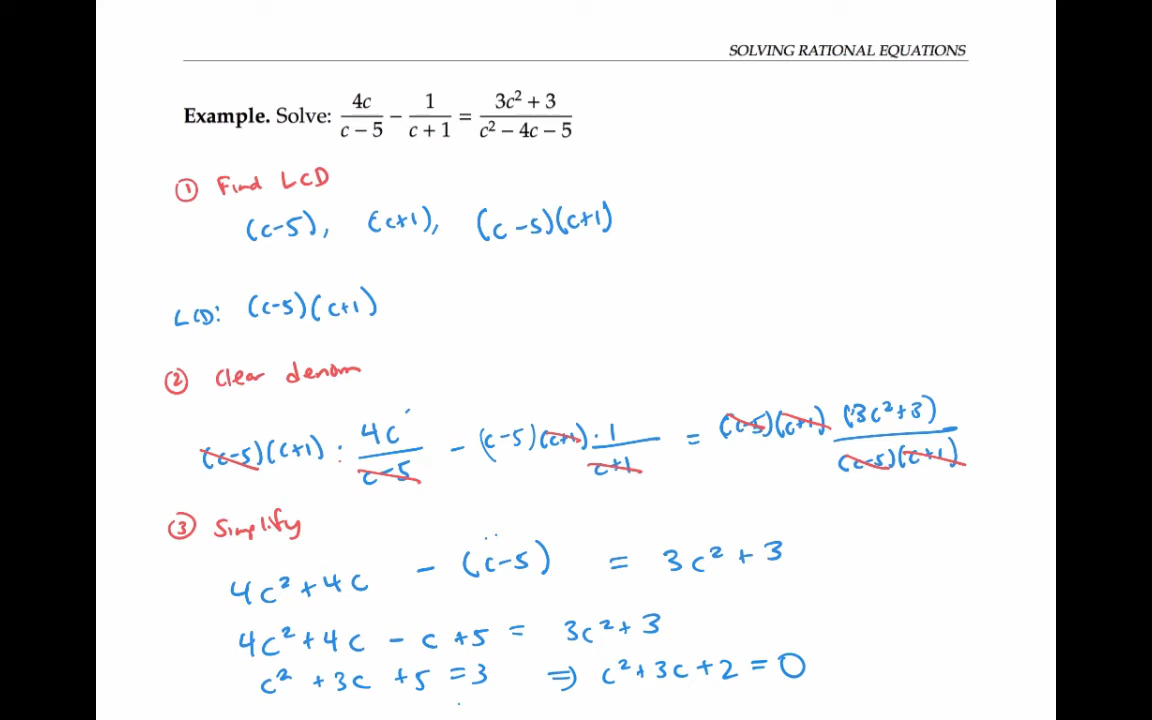 SOLVING RATIONAL EQUATIONS
Example. Solve: 4c/(c − 5) − 1/(c + 1) = (3c² + 3)/(c² − 4c − 5)
① Find LCD
(c-5), (c+1), (c-5)(c+1)
LCD: (c-5)(c+1)
② Clear denom
(c-5)(c+1) · 4c/(c-5) - (c-5)(c+1) · 1/(c+1) = (c-5)(c+1) (3c²+3)/((c-5)(c+1))
③ Simplify
4c² + 4c - (c-5) = 3c² + 3
4c² + 4c - c + 5 = 3c² + 3
c² + 3c + 5 = 3 ⇒ c² + 3c + 2 = 0